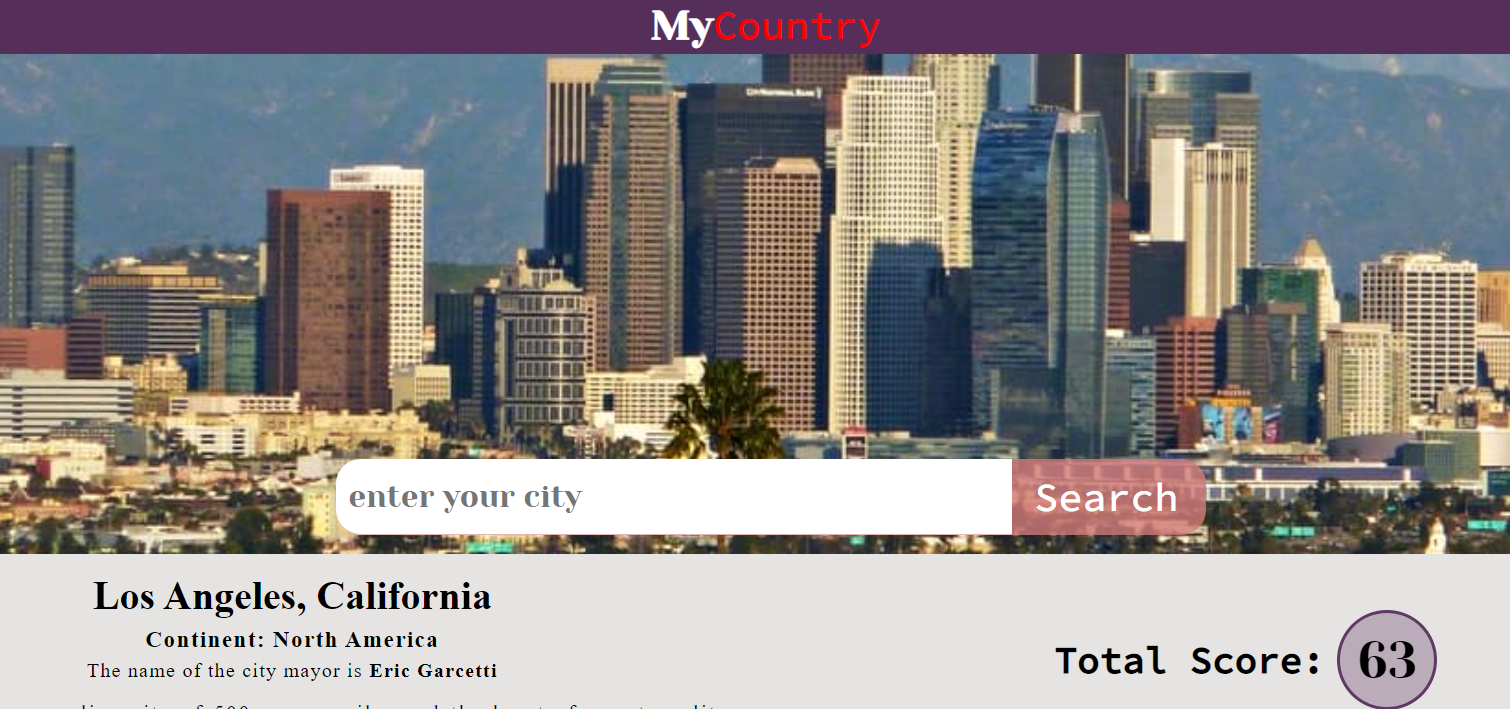 MyCountry
enter your city
Search
Los Angeles, California
Continent: North America
The name of the city mayor is Eric Garcetti
Total Score: 63